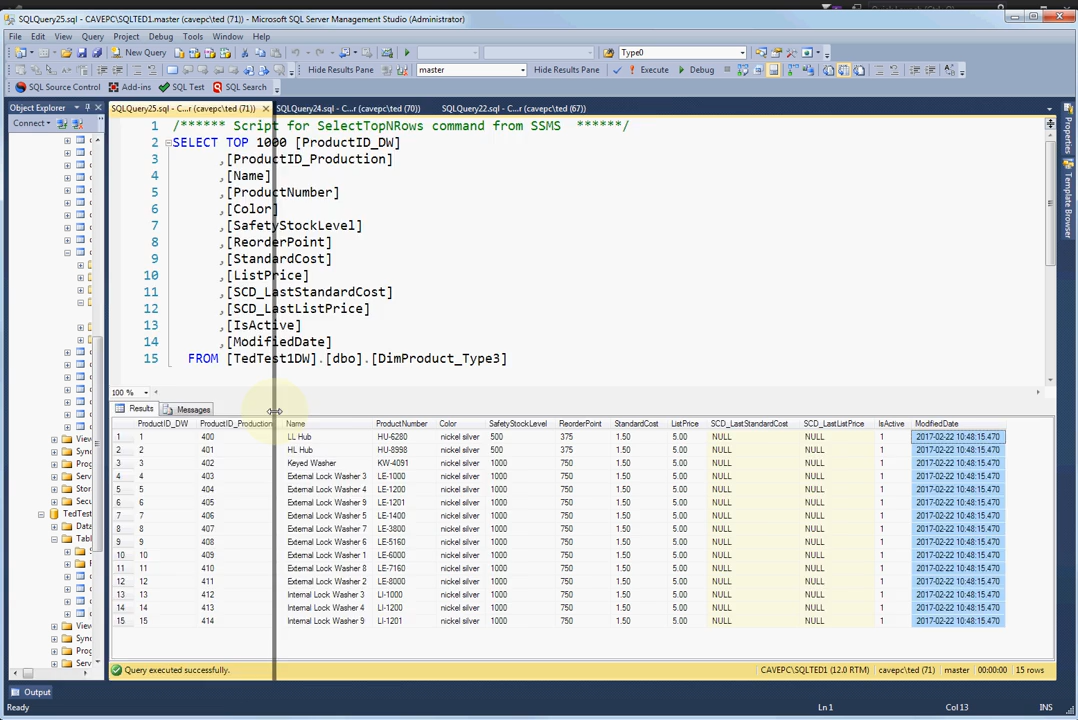 SQLQuery25.sql - CAVEPC\SQLTED1.master (cavepc\ted (71)) - Microsoft SQL Server Management Studio (Administrator)
File Edit View Query Project Debug Tools Window Help
New Query Type0
Hide Results Pane master Hide Results Pane Execute Debug
SQL Source Control Add-ins SQL Test SQL Search
Object Explorer SQLQuery25.sql - C...r (cavepc\ted (71)) SQLQuery24.sql - C...r (cavepc\ted (70)) SQLQuery22.sql - C...r (cavepc\ted (67))
Connect
Properties
Template Browser
1 /****** Script for SelectTopNRows command from SSMS ******/
2 SELECT TOP 1000 [ProductID_DW]
3 ,[ProductID_Production]
4 ,[Name]
5 ,[ProductNumber]
6 ,[Color]
7 ,[SafetyStockLevel]
8 ,[ReorderPoint]
9 ,[StandardCost]
10 ,[ListPrice]
11 ,[SCD_LastStandardCost]
12 ,[SCD_LastListPrice]
13 ,[IsActive]
14 ,[ModifiedDate]
15 FROM [TedTest1DW].[dbo].[DimProduct_Type3]
100 %
Results Messages
ProductID_DW ProductID_Production Name ProductNumber Color SafetyStockLevel ReorderPoint StandardCost ListPrice SCD_LastStandardCost SCD_LastListPrice IsActive ModifiedDate
1 1 400 LL Hub HU-6280 nickel silver 500 375 1.50 5.00 NULL NULL 1 2017-02-22 10:48:15.470
2 2 401 HL Hub HU-8998 nickel silver 500 375 1.50 5.00 NULL NULL 1 2017-02-22 10:48:15.470
3 3 402 Keyed Washer KW-4091 nickel silver 1000 750 1.50 5.00 NULL NULL 1 2017-02-22 10:48:15.470
4 4 403 External Lock Washer 3 LE-1000 nickel silver 1000 750 1.50 5.00 NULL NULL 1 2017-02-22 10:48:15.470
5 5 404 External Lock Washer 4 LE-1200 nickel silver 1000 750 1.50 5.00 NULL NULL 1 2017-02-22 10:48:15.470
6 6 405 External Lock Washer 9 LE-1201 nickel silver 1000 750 1.50 5.00 NULL NULL 1 2017-02-22 10:48:15.470
7 7 406 External Lock Washer 5 LE-1400 nickel silver 1000 750 1.50 5.00 NULL NULL 1 2017-02-22 10:48:15.470
8 8 407 External Lock Washer 7 LE-3800 nickel silver 1000 750 1.50 5.00 NULL NULL 1 2017-02-22 10:48:15.470
9 9 408 External Lock Washer 6 LE-5160 nickel silver 1000 750 1.50 5.00 NULL NULL 1 2017-02-22 10:48:15.470
10 10 409 External Lock Washer 1 LE-6000 nickel silver 1000 750 1.50 5.00 NULL NULL 1 2017-02-22 10:48:15.470
11 11 410 External Lock Washer 8 LE-7160 nickel silver 1000 750 1.50 5.00 NULL NULL 1 2017-02-22 10:48:15.470
12 12 411 External Lock Washer 2 LE-8000 nickel silver 1000 750 1.50 5.00 NULL NULL 1 2017-02-22 10:48:15.470
13 13 412 Internal Lock Washer 3 LI-1000 nickel silver 1000 750 1.50 5.00 NULL NULL 1 2017-02-22 10:48:15.470
14 14 413 Internal Lock Washer 4 LI-1200 nickel silver 1000 750 1.50 5.00 NULL NULL 1 2017-02-22 10:48:15.470
15 15 414 Internal Lock Washer 9 LI-1201 nickel silver 1000 750 1.50 5.00 NULL NULL 1 2017-02-22 10:48:15.470
View
Syn
Prog
Serv
Stor
Secu
TedTest
Data
Tabl
View
Syn
Prog
Serv
Query executed successfully. CAVEPC\SQLTED1 (12.0 RTM) cavepc\ted (71) master 00:00:00 15 rows
Output
Ready Ln 1 Col 13 INS